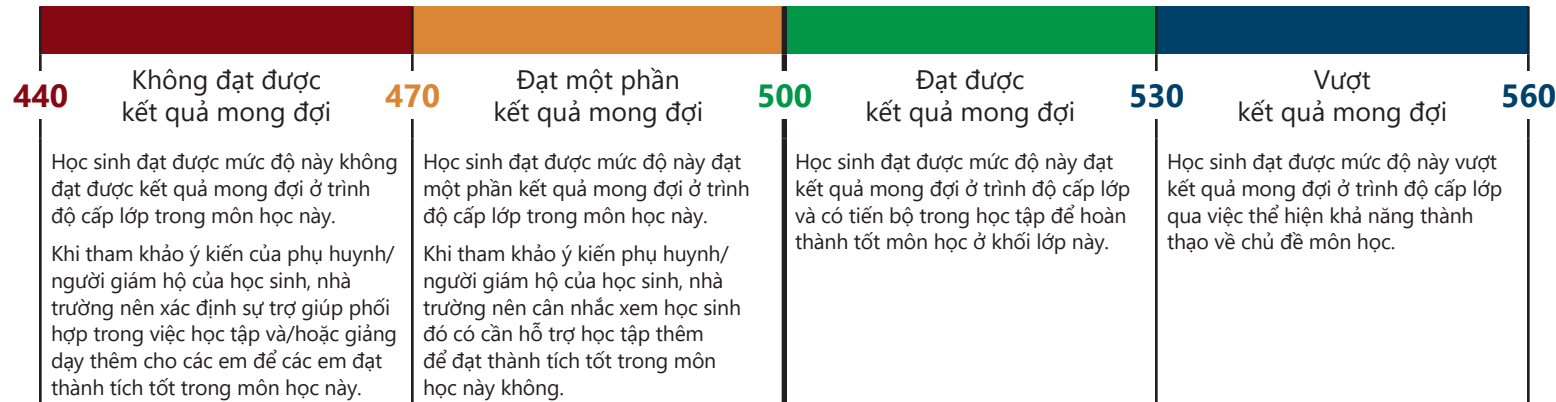 440
Không đạt được
kết quả mong đợi
470
Đạt một phần
kết quả mong đợi
500
Đạt được
kết quả mong đợi
530
Vượt
kết quả mong đợi
560
Học sinh đạt được mức độ này không
đạt được kết quả mong đợi ở trình
độ cấp lớp trong môn học này.
Khi tham khảo ý kiến của phụ huynh/
người giám hộ của học sinh, nhà
trường nên xác định sự trợ giúp phối
hợp trong việc học tập và/hoặc giảng
dạy thêm cho các em để các em đạt
thành tích tốt trong môn học này.
Học sinh đạt được mức độ này đạt
một phần kết quả mong đợi ở trình
độ cấp lớp trong môn học này.
Khi tham khảo ý kiến phụ huynh/
người giám hộ của học sinh, nhà
trường nên cân nhắc xem học sinh
đó có cần hỗ trợ học tập thêm
để đạt thành tích tốt trong môn
học này không.
Học sinh đạt được mức độ này đạt
kết quả mong đợi ở trình độ cấp lớp
và có tiến bộ trong học tập để hoàn
thành tốt môn học ở khối lớp này.
Học sinh đạt được mức độ này vượt
kết quả mong đợi ở trình độ cấp lớp
qua việc thể hiện khả năng thành
thạo về chủ đề môn học.